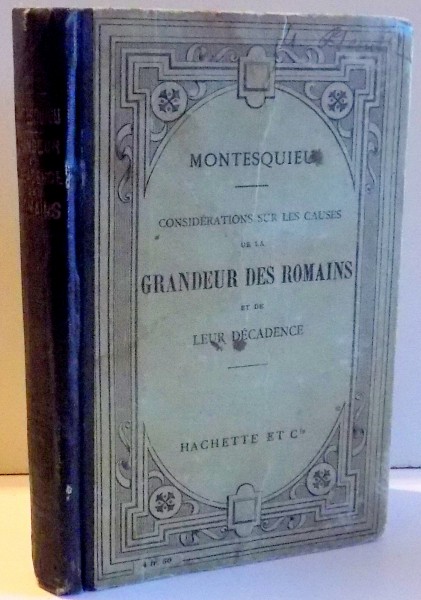 MONTESQUIEU
CONSIDÉRATIONS SUR LES CAUSES
DE LA
GRANDEUR DES ROMAINS
ET DE
LEUR DÉCADENCE
HACHETTE ET Cie